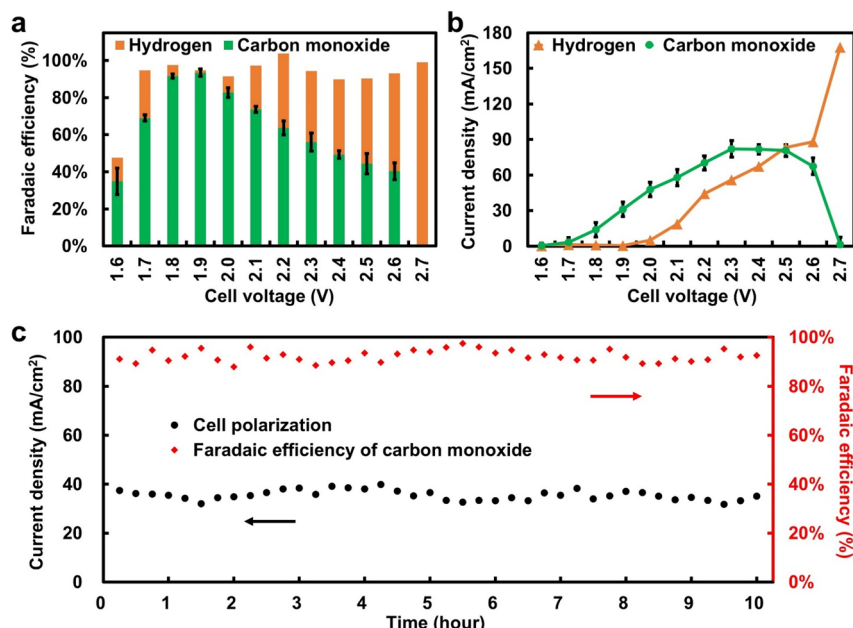 a
Hydrogen Carbon monoxide
Faradaic efficiency (%)
100%
80%
60%
40%
20%
0%
1.6 1.7 1.8 1.9 2.0 2.1 2.2 2.3 2.4 2.5 2.6 2.7
Cell voltage (V)
b
Hydrogen Carbon monoxide
Current density (mA/cm²)
180
150
120
90
60
30
0
1.6 1.7 1.8 1.9 2.0 2.1 2.2 2.3 2.4 2.5 2.6 2.7
Cell voltage (V)
c
Current density (mA/cm²)
100
80
60
40
20
0
Cell polarization
Faradaic efficiency of carbon monoxide
100%
80%
60%
40%
20%
0%
Faradaic efficiency (%)
0 1 2 3 4 5 6 7 8 9 10
Time (hour)